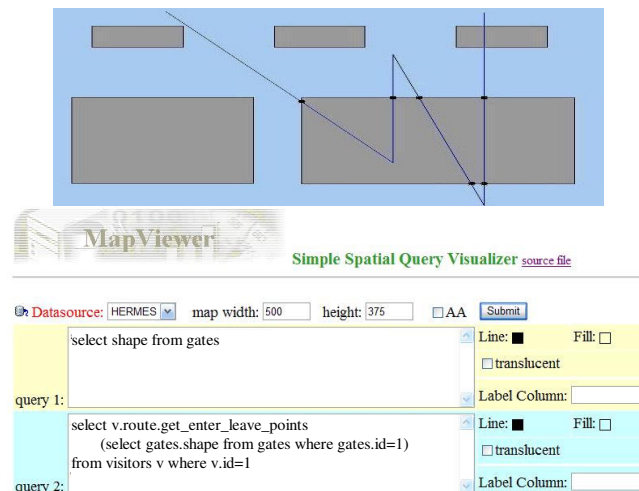 MapViewer
Simple Spatial Query Visualizer source file
Datasource: HERMES map width: 500 height: 375 AA Submit
select shape from gates
Line: Fill:
translucent
query 1:
Label Column:
select v.route.get_enter_leave_points
(select gates.shape from gates where gates.id=1)
from visitors v where v.id=1
Line: Fill:
translucent
query 2:
Label Column: